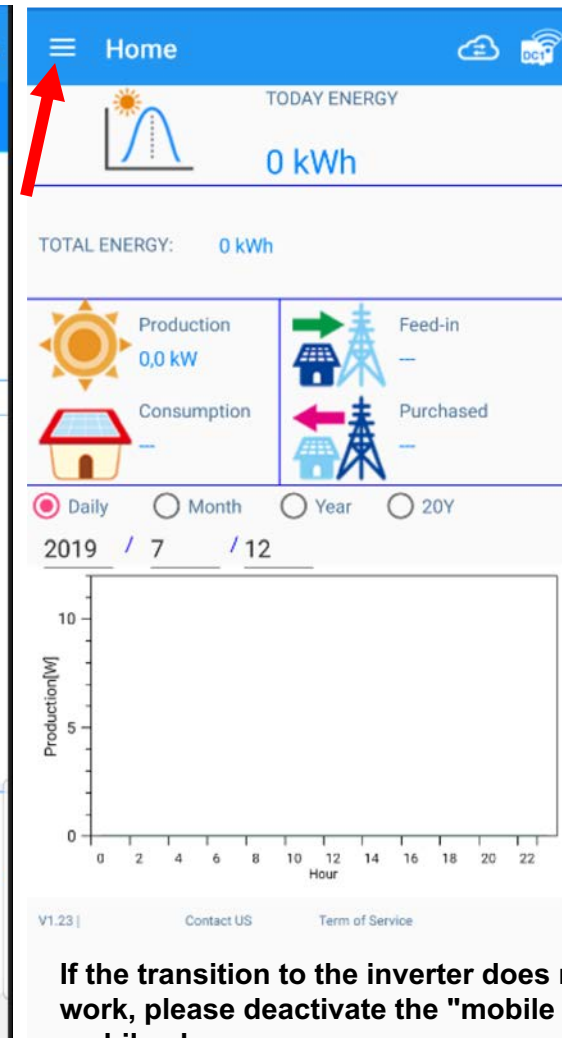 Home
DC1
TODAY ENERGY
0 kWh
TOTAL ENERGY: 0 kWh
Production
0,0 kW
Feed-in
---
Consumption
---
Purchased
---
Daily Month Year 20Y
2019 / 7 / 12
Production[W]
10
5
0
0 2 4 6 8 10 12 14 16 18 20 22
Hour
V1.23 | Contact US Term of Service
If the transition to the inverter does
work, please deactivate the "mobile